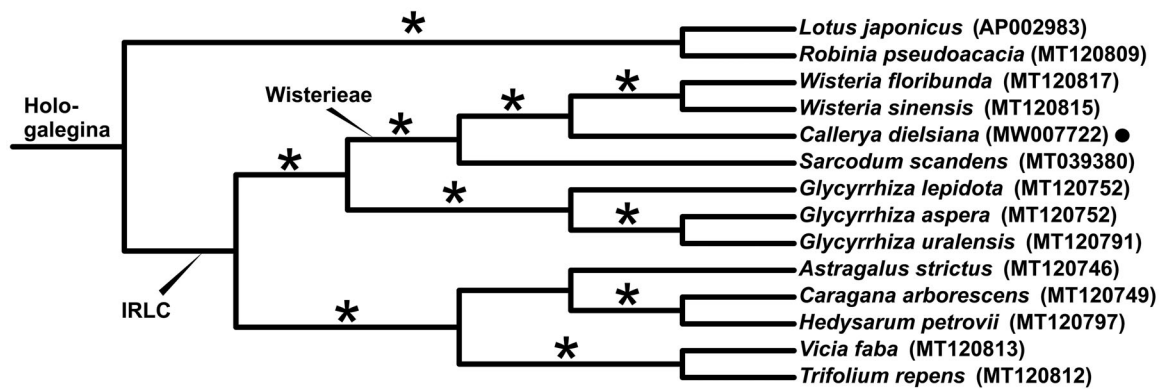 Lotus japonicus (AP002983)
Robinia pseudoacacia (MT120809)
Wisteria floribunda (MT120817)
Wisterieae
Wisteria sinensis (MT120815)
Holo-
galegina
Callerya dielsiana (MW007722)
Sarcodum scandens (MT039380)
Glycyrrhiza lepidota (MT120752)
Glycyrrhiza aspera (MT120752)
Glycyrrhiza uralensis (MT120791)
Astragalus strictus (MT120746)
IRLC
Caragana arborescens (MT120749)
Hedysarum petrovii (MT120797)
Vicia faba (MT120813)
Trifolium repens (MT120812)